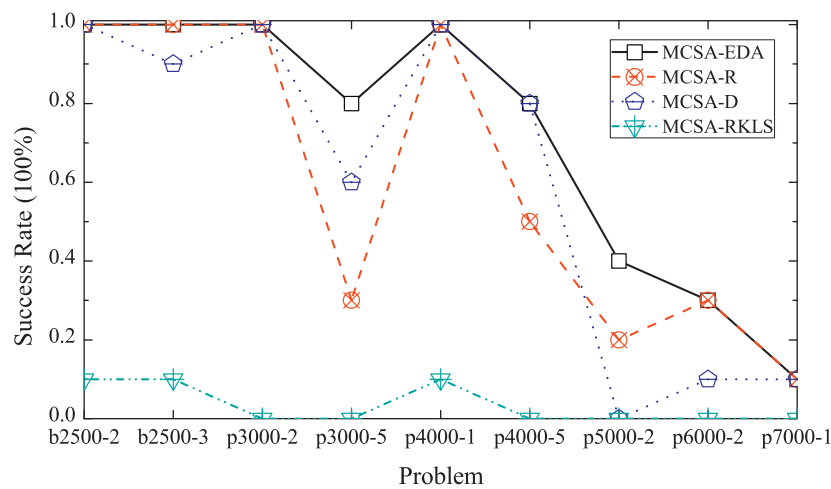 1.0
0.8
0.6
0.4
0.2
0.0
Success Rate (100%)
MCSA-EDA
MCSA-R
MCSA-D
MCSA-RKLS
b2500-2 b2500-3 p3000-2 p3000-5 p4000-1 p4000-5 p5000-2 p6000-2 p7000-1
Problem